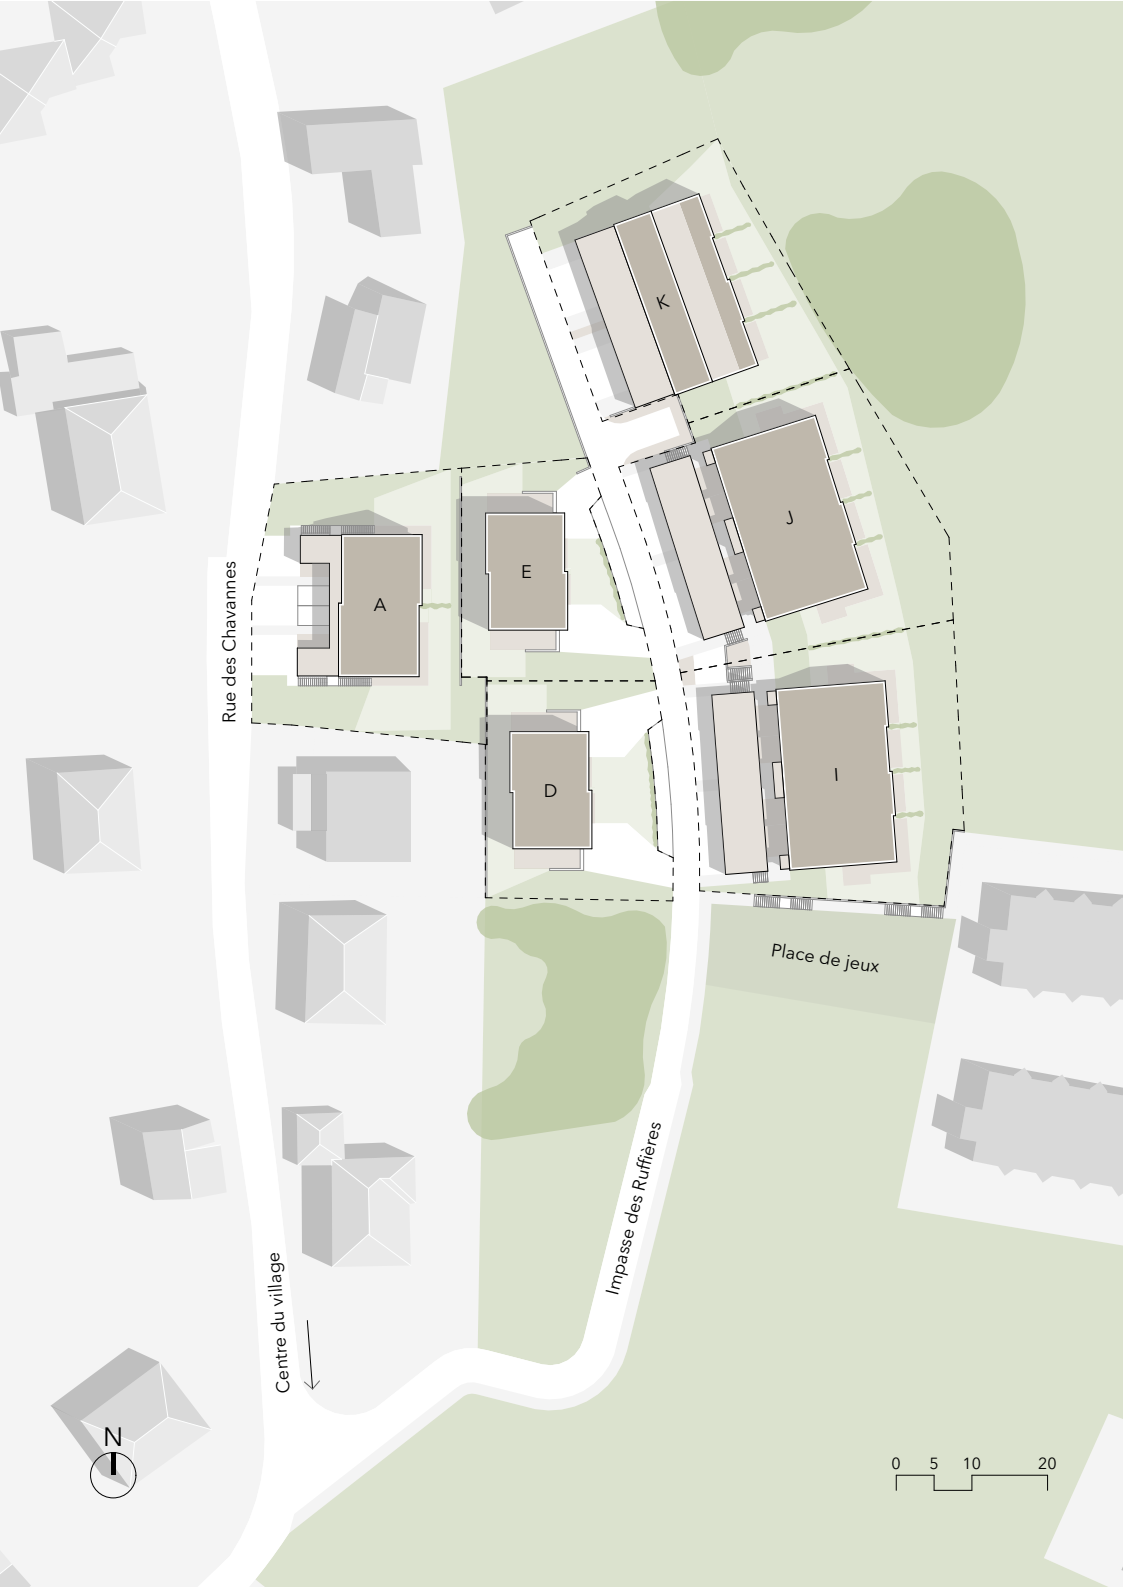 K
J
E
A
Rue des Chavannes
I
D
Place de jeux
Impasse des Ruffières
Centre du village
N
0 5 10 20